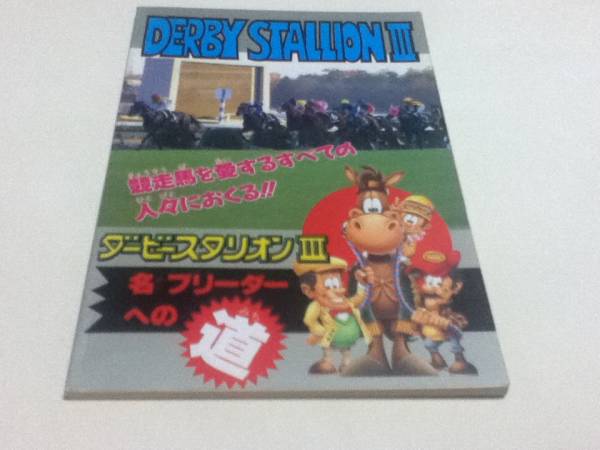 DERBY STALLION III
競走馬を愛するすべての
人々におくる!!
ダービースタリオンIII
名 ブリーダー
への
道